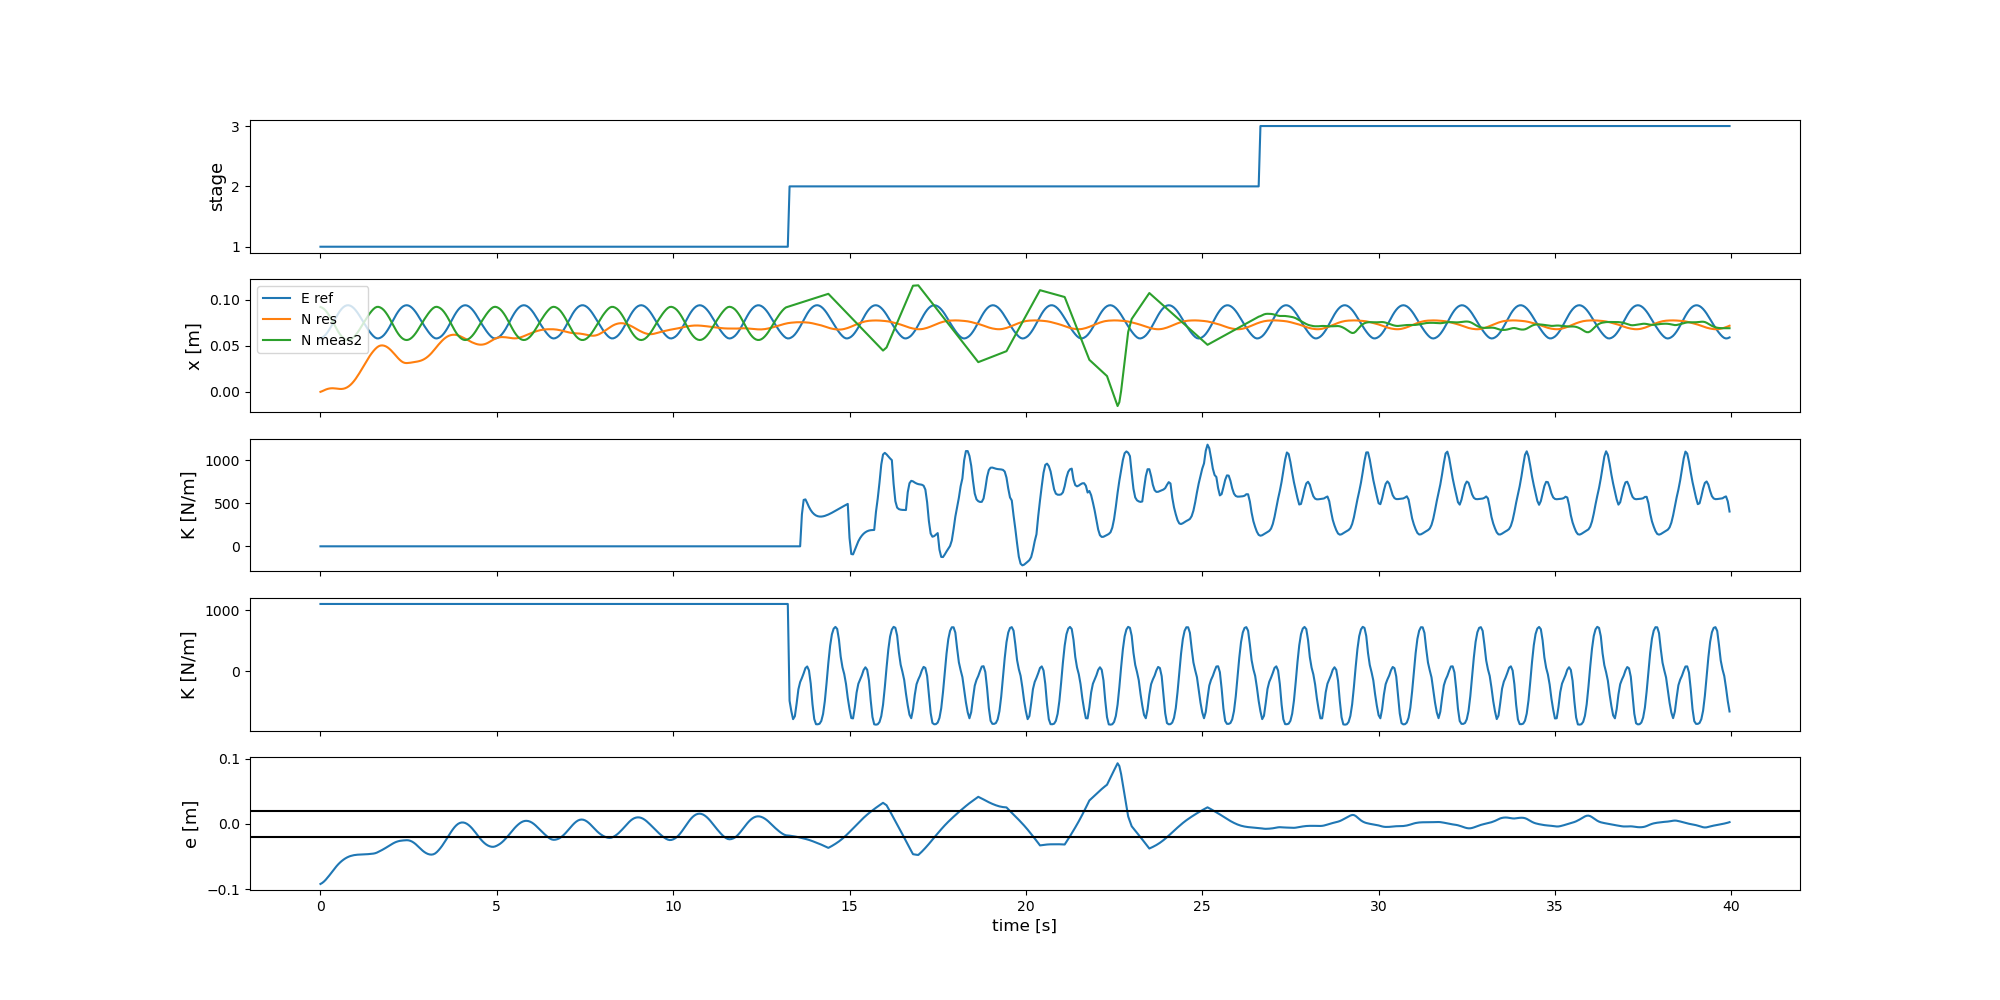 stage
3
2
1
x [m]
0.10
0.05
0.00
E ref
N res
N meas2
K [N/m]
1000
500
0
K [N/m]
1000
0
e [m]
0.1
0.0
−0.1
0 5 10 15 20 25 30 35 40
time [s]